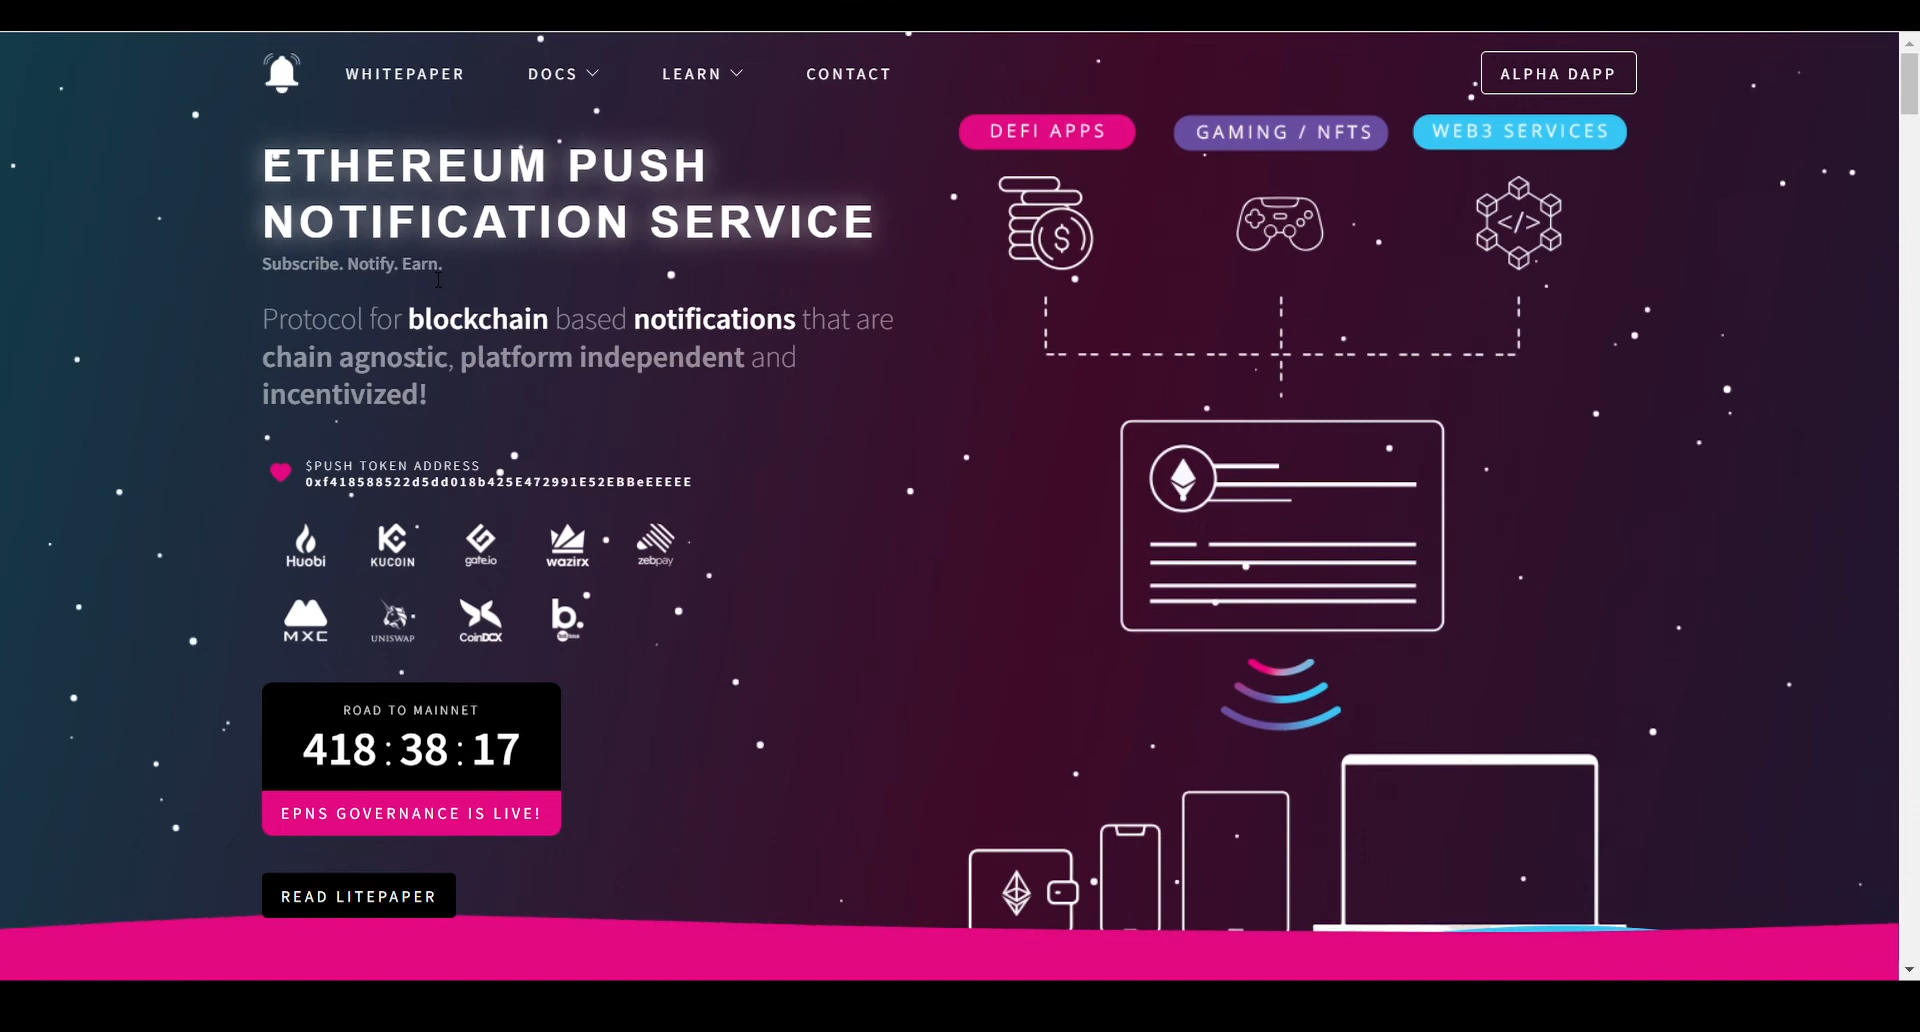 WHITEPAPER DOCS LEARN CONTACT ALPHA DAPP
DEFI APPS GAMING / NFTS WEB3 SERVICES
ETHEREUM PUSH
NOTIFICATION SERVICE
Subscribe. Notify. Earn.
Protocol for blockchain based notifications that are
chain agnostic, platform independent and
incentivized!
$PUSH TOKEN ADDRESS
0xf418588522d5dd018b425E472991E52EBBeEEEEE
Huobi KUCOIN gate.io wazirx zebpay
MXC UNISWAP CoinDCX b.
ROAD TO MAINNET
418:38:17
EPNS GOVERNANCE IS LIVE!
READ LITEPAPER
$
</>